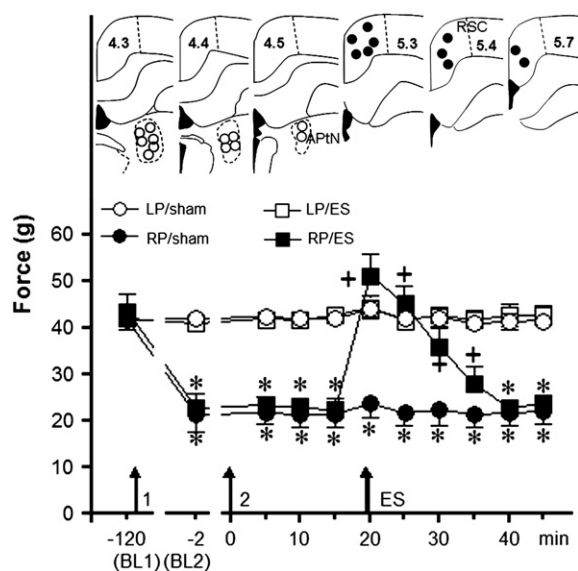 4.3
4.4
4.5
5.3
RSC
5.4
5.7
APtN
LP/sham
LP/ES
RP/sham
RP/ES
Force (g)
60
50
40
30
20
10
0
+ + + +
* * * * * *
* * * * * * * *
1
2
ES
-120 -2 0 10 20 30 40 min
(BL1) (BL2)